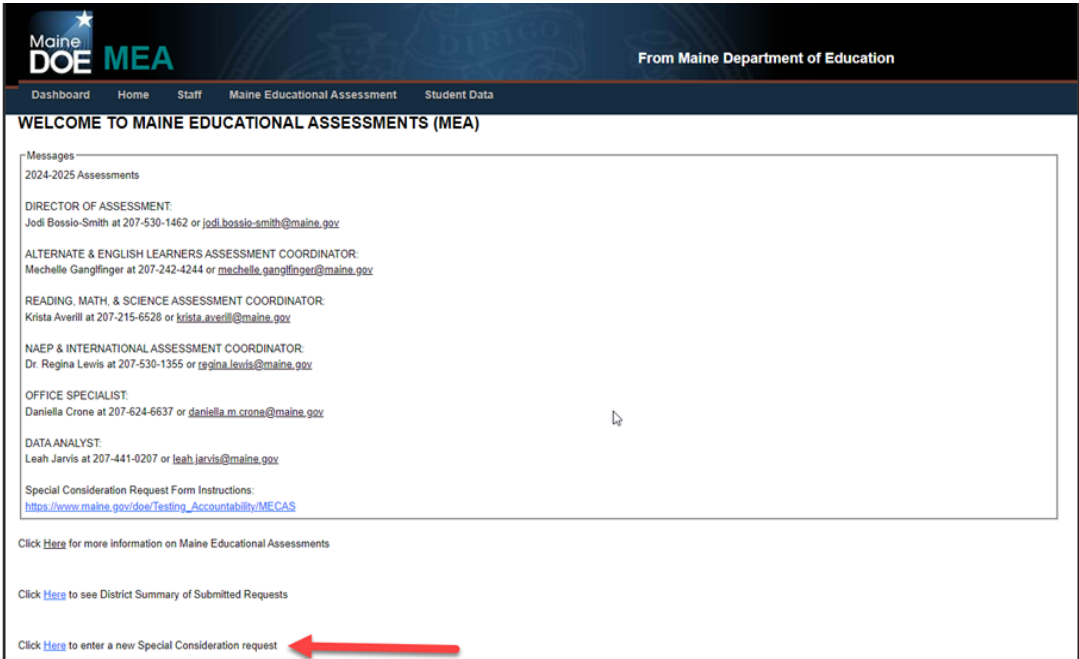 Maine
DOE MEA
From Maine Department of Education
Dashboard Home Staff Maine Educational Assessment Student Data
WELCOME TO MAINE EDUCATIONAL ASSESSMENTS (MEA)
Messages
2024-2025 Assessments
DIRECTOR OF ASSESSMENT:
Jodi Bossio-Smith at 207-530-1462 or jodi.bossio-smith@maine.gov
ALTERNATE & ENGLISH LEARNERS ASSESSMENT COORDINATOR:
Mechelle Ganglfinger at 207-242-4244 or mechelle.ganglfinger@maine.gov
READING, MATH, & SCIENCE ASSESSMENT COORDINATOR:
Krista Averill at 207-215-6528 or krista.averill@maine.gov
NAEP & INTERNATIONAL ASSESSMENT COORDINATOR:
Dr. Regina Lewis at 207-530-1355 or regina.lewis@maine.gov
OFFICE SPECIALIST:
Daniella Crone at 207-624-6637 or daniella.m.crone@maine.gov
DATA ANALYST:
Leah Jarvis at 207-441-0207 or leah.jarvis@maine.gov
Special Consideration Request Form Instructions:
https://www.maine.gov/doe/Testing_Accountability/MECAS
Click Here for more information on Maine Educational Assessments
Click Here to see District Summary of Submitted Requests
Click Here to enter a new Special Consideration request